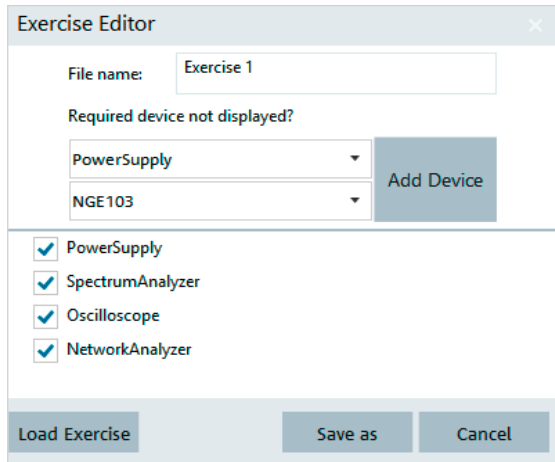 Exercise Editor
File name: Exercise 1
Required device not displayed?
PowerSupply
NGE103
Add Device
PowerSupply
SpectrumAnalyzer
Oscilloscope
NetworkAnalyzer
Load Exercise Save as Cancel